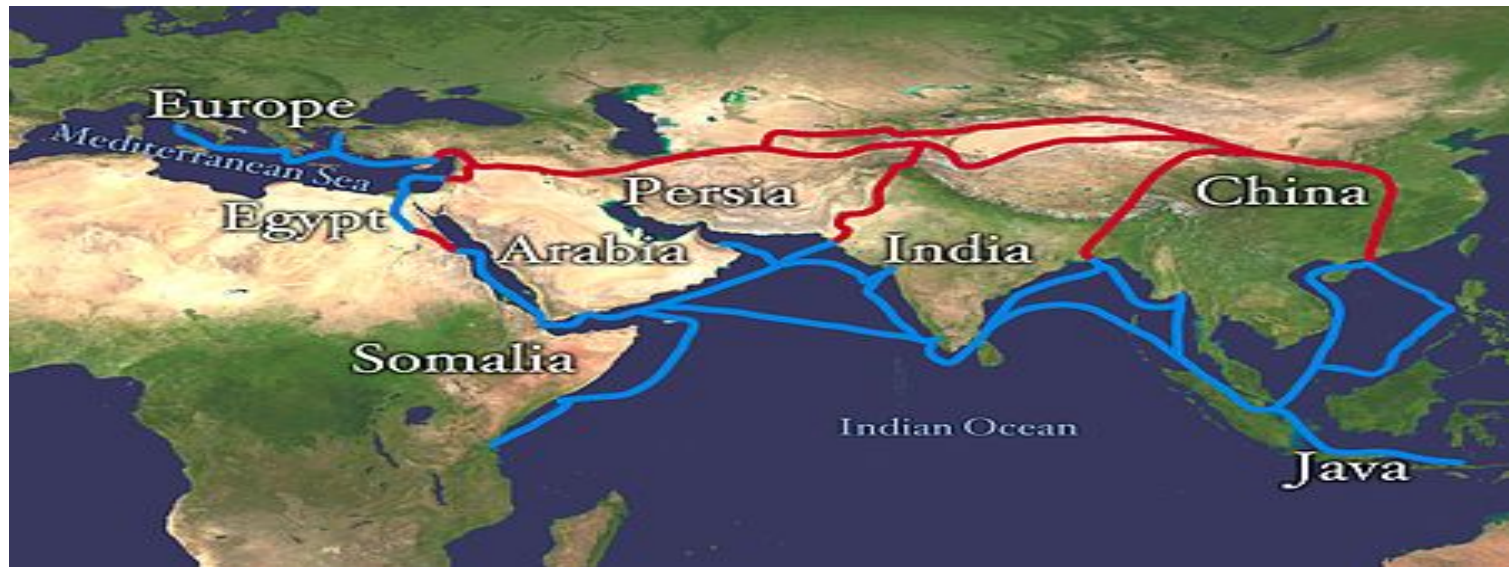 Europe
Mediterranean Sea
Egypt
Arabia
Persia
India
China
Somalia
Indian Ocean
Java